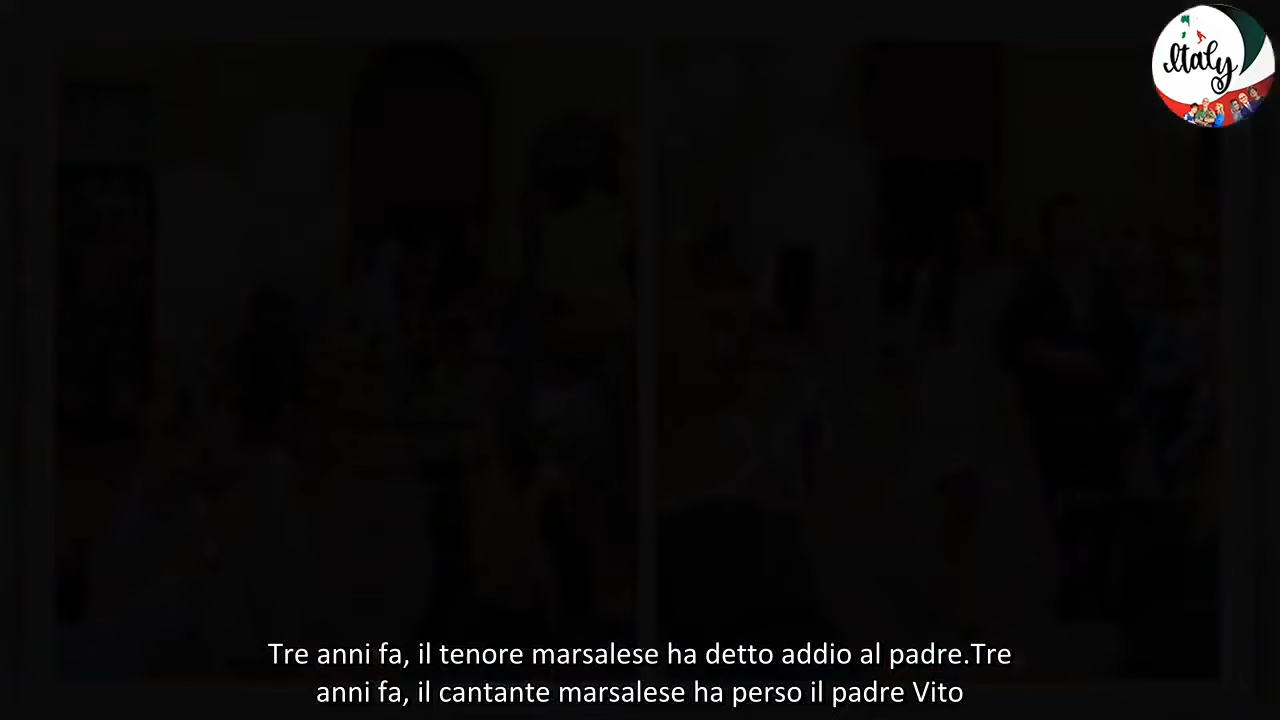 Italy
Tre anni fa, il tenore marsalese ha detto addio al padre.Tre
anni fa, il cantante marsalese ha perso il padre Vito